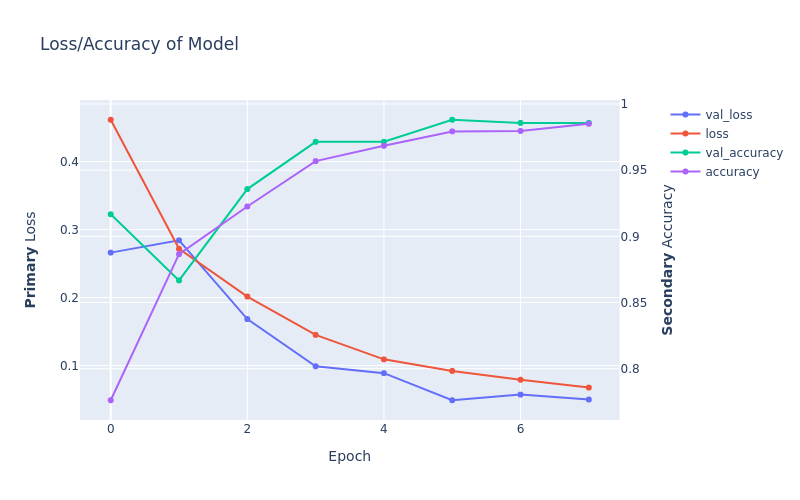 Loss/Accuracy of Model
val_loss
loss
val_accuracy
accuracy
Primary Loss
0.4
0.3
0.2
0.1
1
0.95
0.9
0.85
0.8
Secondary Accuracy
0 2 4 6
Epoch